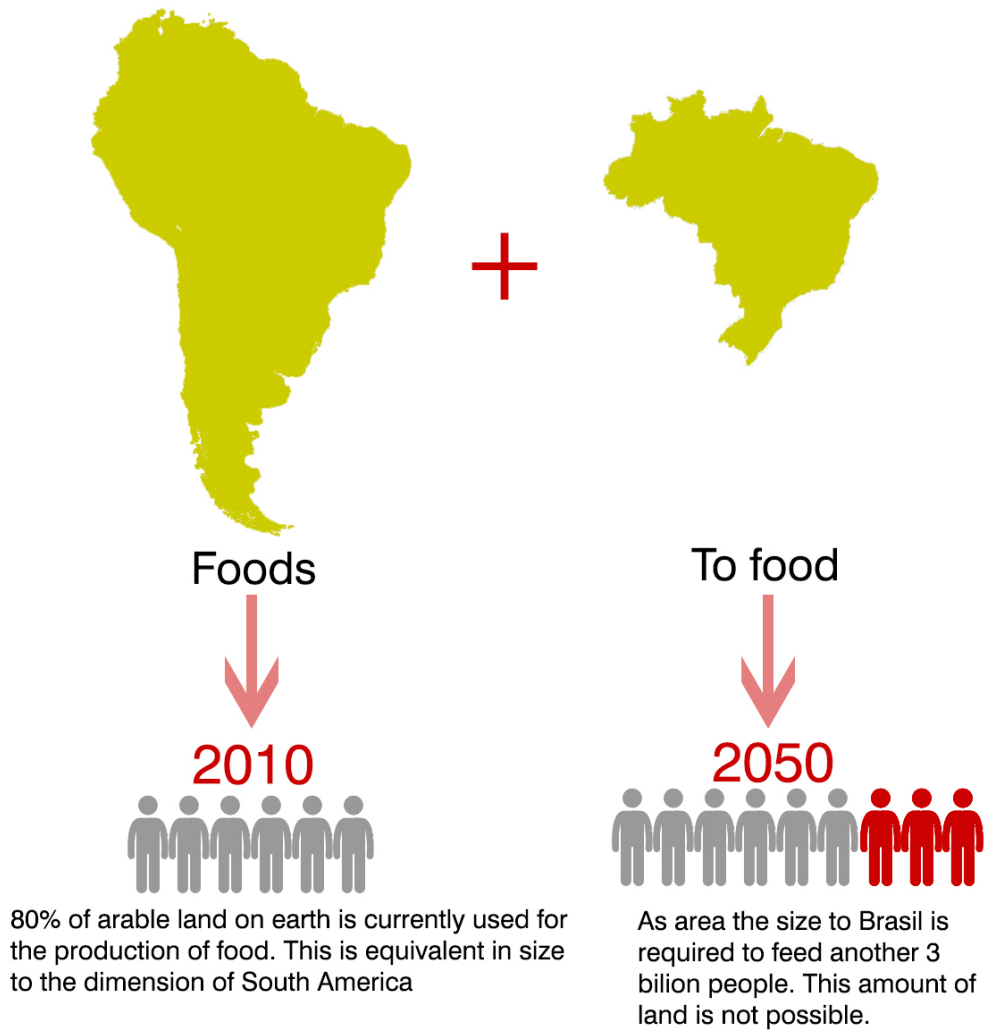 Foods
To food
2010
2050
80% of arable land on earth is currently used for
the production of food. This is equivalent in size
to the dimension of South America
As area the size to Brasil is
required to feed another 3
bilion people. This amount of
land is not possible.